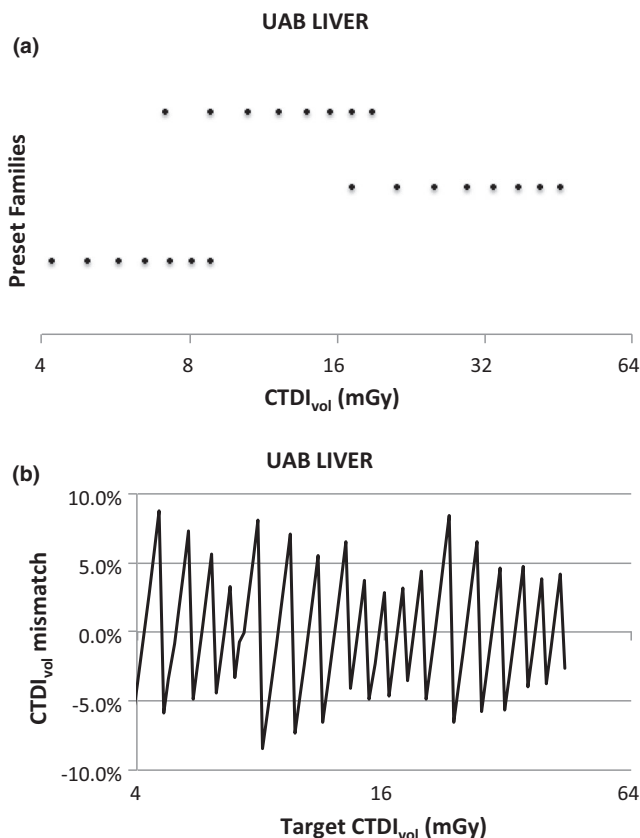 UAB LIVER
(a)
Preset Families
4 8 16 32 64
CTDIvol (mGy)
UAB LIVER
(b)
10.0%
5.0%
0.0%
-5.0%
-10.0%
CTDIvol mismatch
4 16 64
Target CTDIvol (mGy)